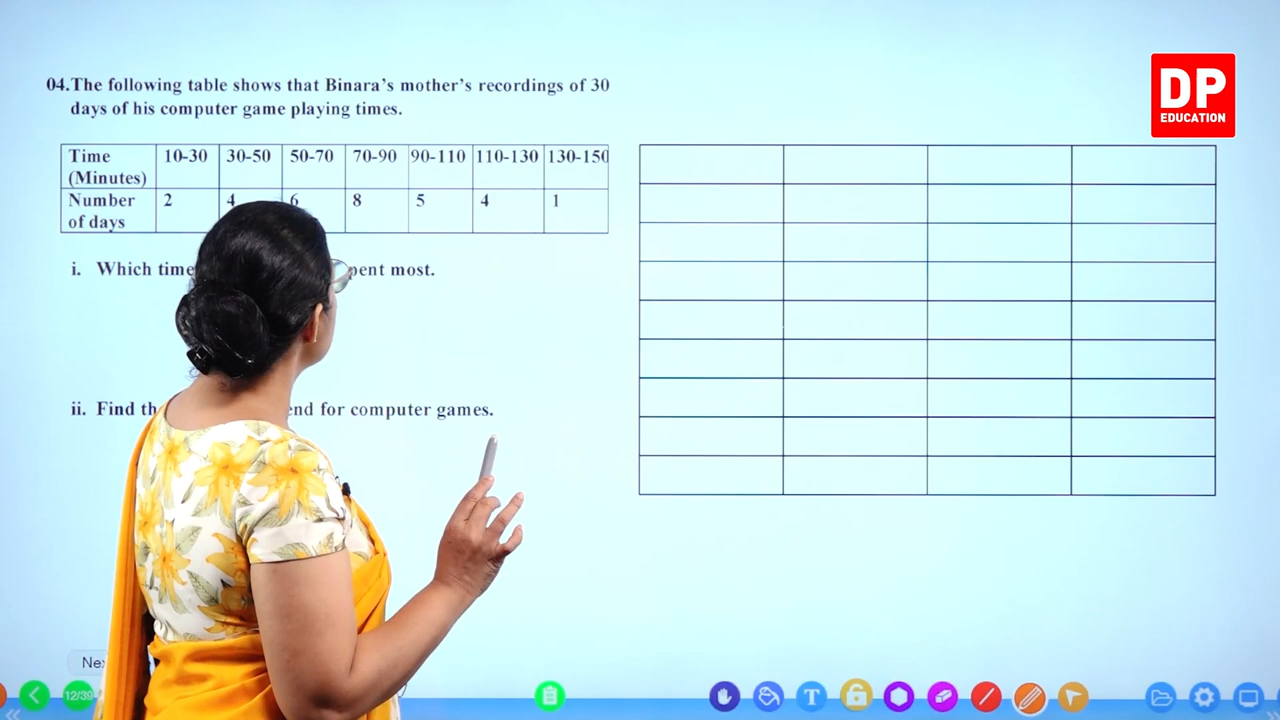 04.The following table shows that Binara's mother's recordings of 30
days of his computer game playing times.
DP
EDUCATION
Time 10-30 30-50 50-70 70-90 90-110 110-130 130-150
(Minutes)
Number 2 4 6 8 5 4 1
of days
i. Which time pent most.
ii. Find th end for computer games.
Nex
12/39
T